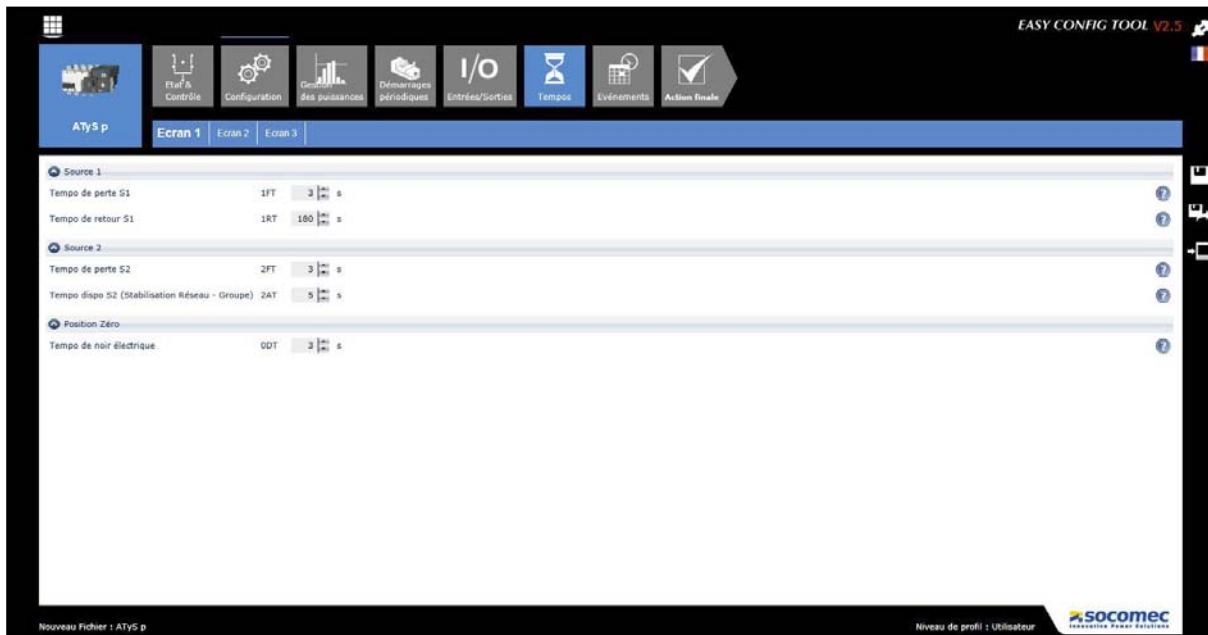 EASY CONFIG TOOL V2.5
ATyS p
Etat & Contrôle
Configuration
Gestion des puissances
Démarrages périodiques
I/O
Entrées/Sorties
Tempos
Evénements
Action finale
Ecran 1 Ecran 2 Ecran 3
Source 1
Tempo de perte S1 1FT 3 s
Tempo de retour S1 1RT 180 s
Source 2
Tempo de perte S2 2FT 3 s
Tempo dispo S2 (Stabilisation Réseau - Groupe) 2AT 5 s
Position Zéro
Tempo de noir électrique 0DT 3 s
Nouveau Fichier : ATyS p
Niveau de profil : Utilisateur
socomec
Innovative Power Solutions